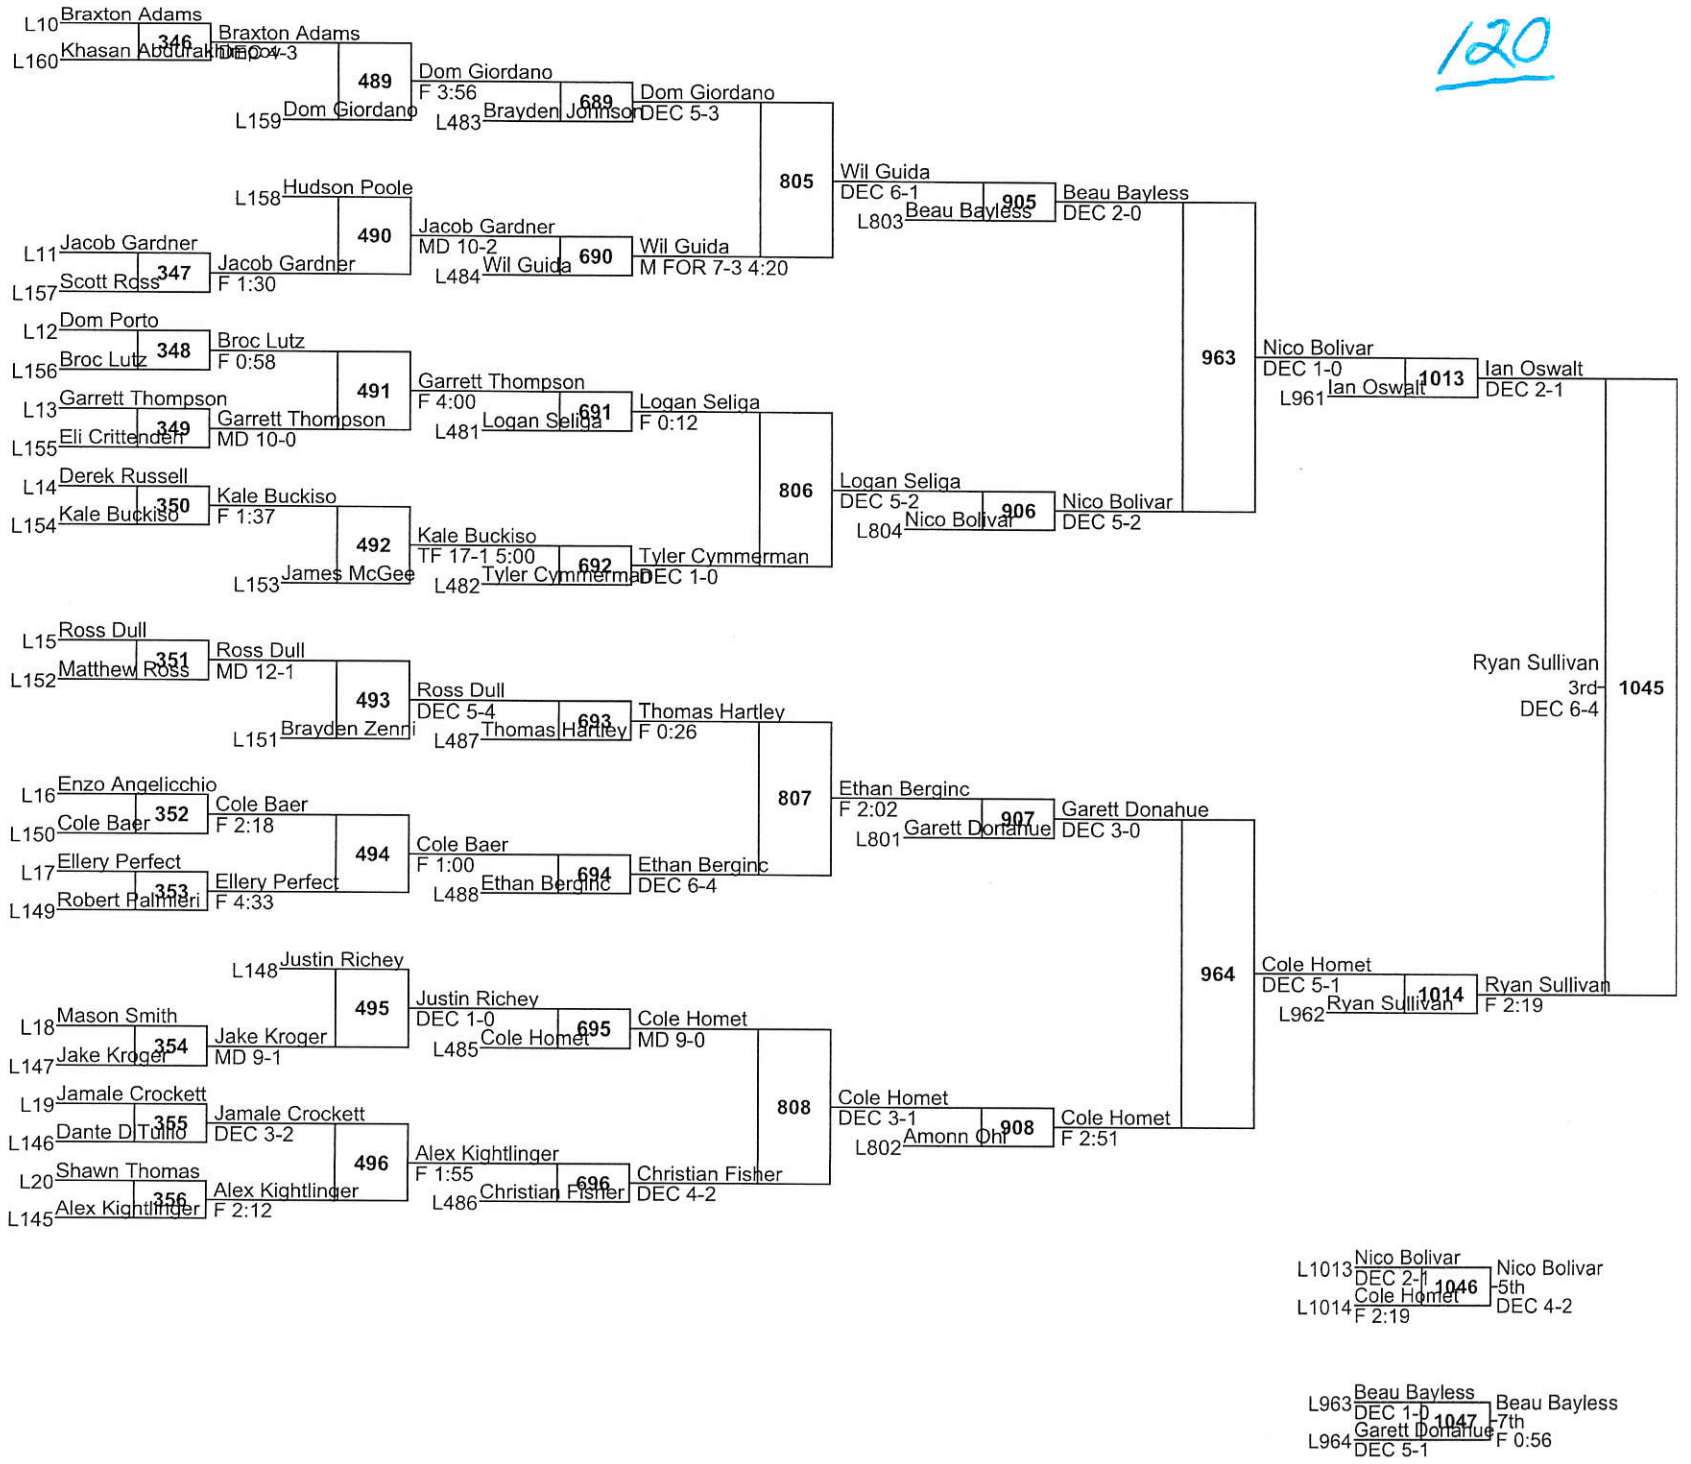 120
L10 Braxton Adams
346
L160 Khasan Abdurakhimpov
Braxton Adams
DEC 4-3
489
L159 Dom Giordano
Dom Giordano
F 3:56
689
L483 Brayden Johnson
Dom Giordano
DEC 5-3
805
L158 Hudson Poole
490
L11 Jacob Gardner
347
L157 Scott Ross
Jacob Gardner
F 1:30
Jacob Gardner
MD 10-2
690
L484 Wil Guida
Wil Guida
M FOR 7-3 4:20
Wil Guida
DEC 6-1
905
L803 Beau Bayless
Beau Bayless
DEC 2-0
963
L12 Dom Porto
348
L156 Broc Lutz
Broc Lutz
F 0:58
491
L13 Garrett Thompson
349
L155 Eli Crittenden
Garrett Thompson
MD 10-0
Garrett Thompson
F 4:00
691
L481 Logan Seliga
Logan Seliga
F 0:12
806
L14 Derek Russell
350
L154 Kale Buckiso
Kale Buckiso
F 1:37
492
L153 James McGee
Kale Buckiso
TF 17-1 5:00
692
L482 Tyler Cymmerman
Tyler Cymmerman
DEC 1-0
Logan Seliga
DEC 5-2
906
L804 Nico Bolivar
Nico Bolivar
DEC 5-2
Nico Bolivar
DEC 1-0
1013
L961 Ian Oswalt
Ian Oswalt
DEC 2-1
L15 Ross Dull
351
L152 Matthew Ross
Ross Dull
MD 12-1
493
L151 Brayden Zenri
Ross Dull
DEC 5-4
693
L487 Thomas Hartley
Thomas Hartley
F 0:26
807
L16 Enzo Angelicchio
352
L150 Cole Baer
Cole Baer
F 2:18
494
L17 Ellery Perfect
353
L149 Robert Palmieri
Ellery Perfect
F 4:33
Cole Baer
F 1:00
694
L488 Ethan Berginc
Ethan Berginc
DEC 6-4
Ethan Berginc
F 2:02
907
L801 Garett Donahue
Garett Donahue
DEC 3-0
964
Ryan Sullivan
3rd
DEC 6-4
1045
L148 Justin Richey
495
L18 Mason Smith
354
L147 Jake Kroger
Jake Kroger
MD 9-1
Justin Richey
DEC 1-0
695
L485 Cole Homet
Cole Homet
MD 9-0
808
L19 Jamale Crockett
355
L146 Dante DTullio
Jamale Crockett
DEC 3-2
496
L20 Shawn Thomas
356
L145 Alex Kightlinger
Alex Kightlinger
F 2:12
Alex Kightlinger
F 1:55
696
L486 Christian Fisher
Christian Fisher
DEC 4-2
Cole Homet
DEC 3-1
908
L802 Amonn Ohl
Cole Homet
F 2:51
Cole Homet
DEC 5-1
1014
L962 Ryan Sullivan
Ryan Sullivan
F 2:19
L1013 Nico Bolivar
DEC 2-1
1046
L1014 Cole Homet
F 2:19
Nico Bolivar
5th
DEC 4-2
L963 Beau Bayless
DEC 1-0
1047
L964 Garett Donahue
DEC 5-1
Beau Bayless
7th
F 0:56